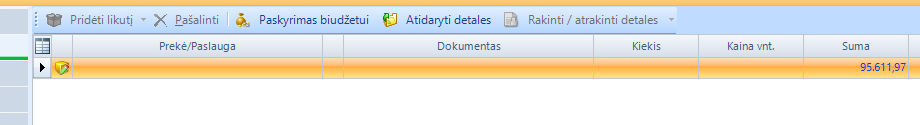 Pridėti likutį Pašalinti Paskyrimas biudžetui Atidaryti detales Rakinti / atrakinti detales
Prekė/Paslauga Dokumentas Kiekis Kaina vnt. Suma
95.611,97